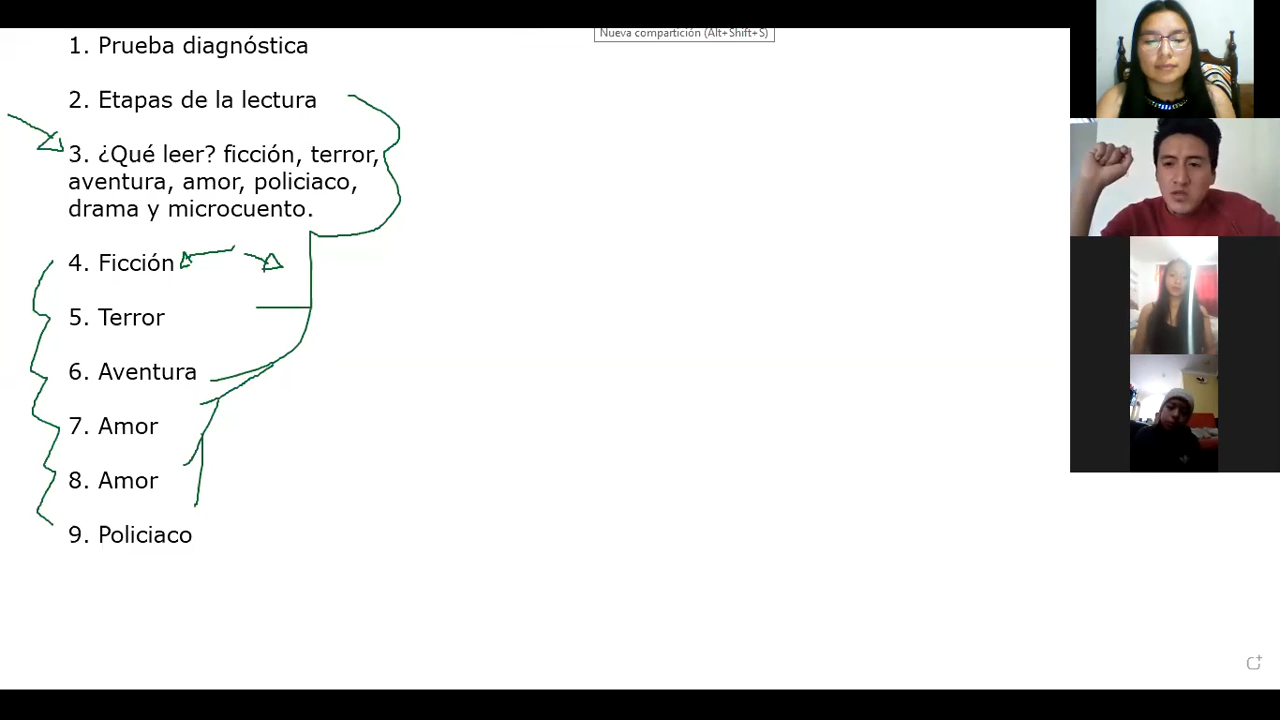 Nueva compartición (Alt+Shift+S)
1. Prueba diagnóstica
2. Etapas de la lectura
3. ¿Qué leer? ficción, terror,
aventura, amor, policiaco,
drama y microcuento.
4. Ficción
5. Terror
6. Aventura
7. Amor
8. Amor
9. Policiaco